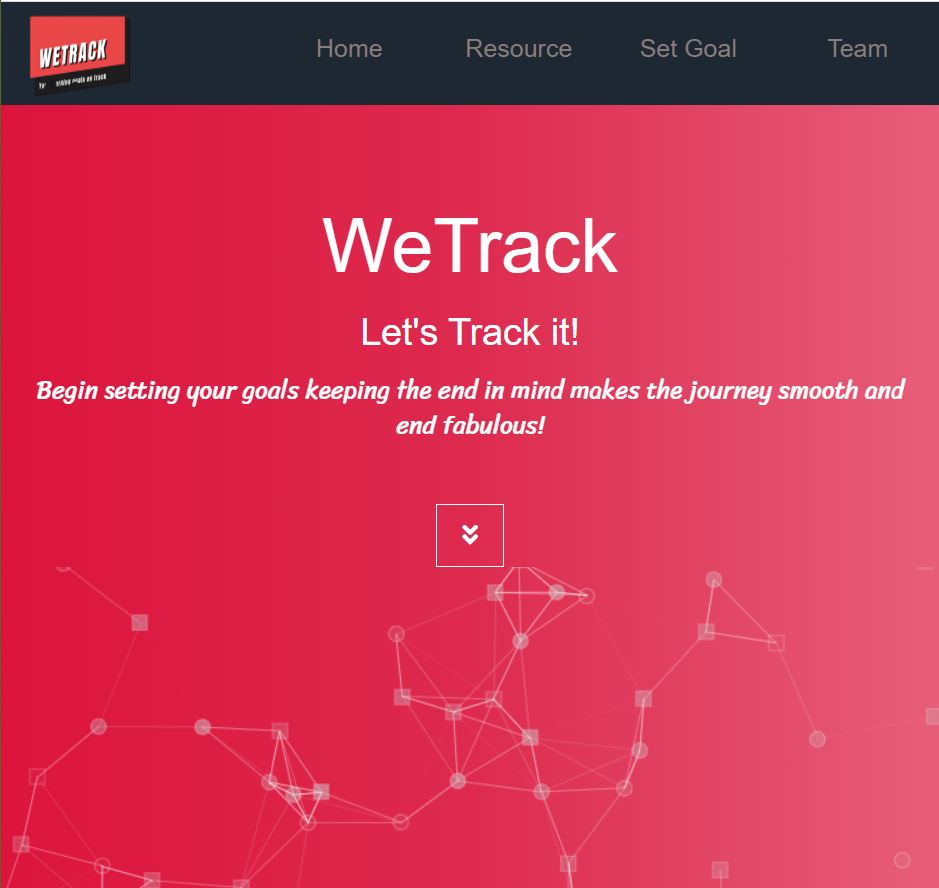 WETRACK
goals on track
Home Resource Set Goal Team
WeTrack
Let's Track it!
Begin setting your goals keeping the end in mind makes the journey smooth and
end fabulous!